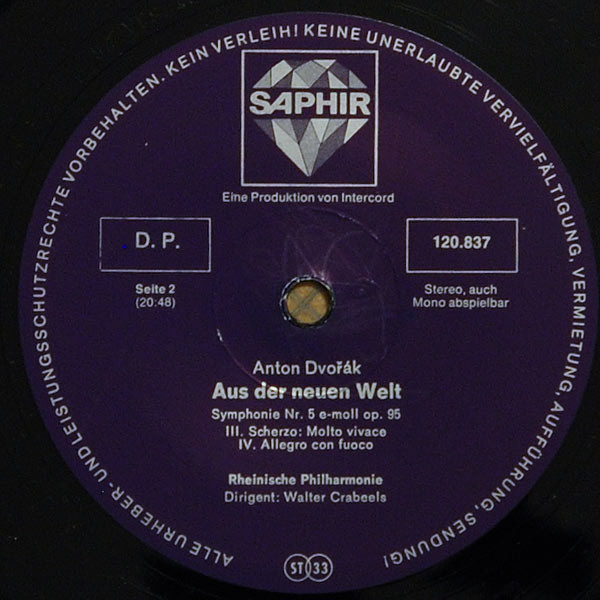 ALLE URHEBER- UND LEISTUNGSSCHUTZRECHTE VORBEHALTEN. KEIN VERLEIH! KEINE UNERLAUBTE VERVIELFÄLTIGUNG, VERMIETUNG, AUFFÜHRUNG, SENDUNG!
SAPHIR
Eine Produktion von Intercord
D. P.
120.837
Seite 2
(20:48)
Stereo, auch
Mono abspielbar
Anton Dvořák
Aus der neuen Welt
Symphonie Nr. 5 e-moll op. 95
III. Scherzo: Molto vivace
IV. Allegro con fuoco
Rheinische Philharmonie
Dirigent: Walter Crabeels
ST 33